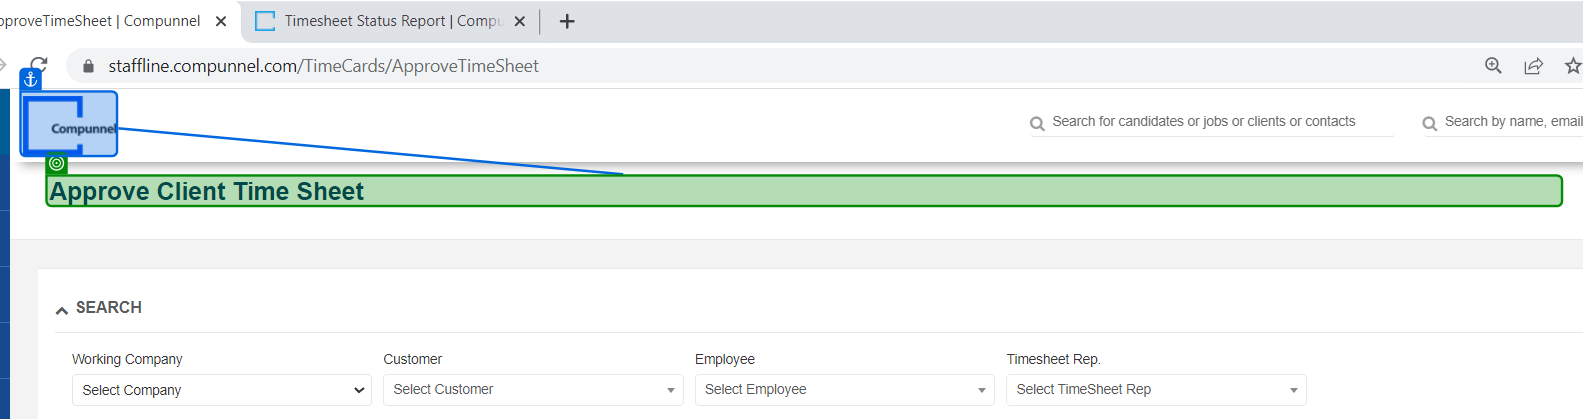 pproveTimeSheet | Compunnel
Timesheet Status Report | Compu
staffline.compunnel.com/TimeCards/ApproveTimeSheet
Compunnel
Search for candidates or jobs or clients or contacts
Search by name, email
Approve Client Time Sheet
SEARCH
Working Company Customer Employee Timesheet Rep.
Select Company Select Customer Select Employee Select TimeSheet Rep